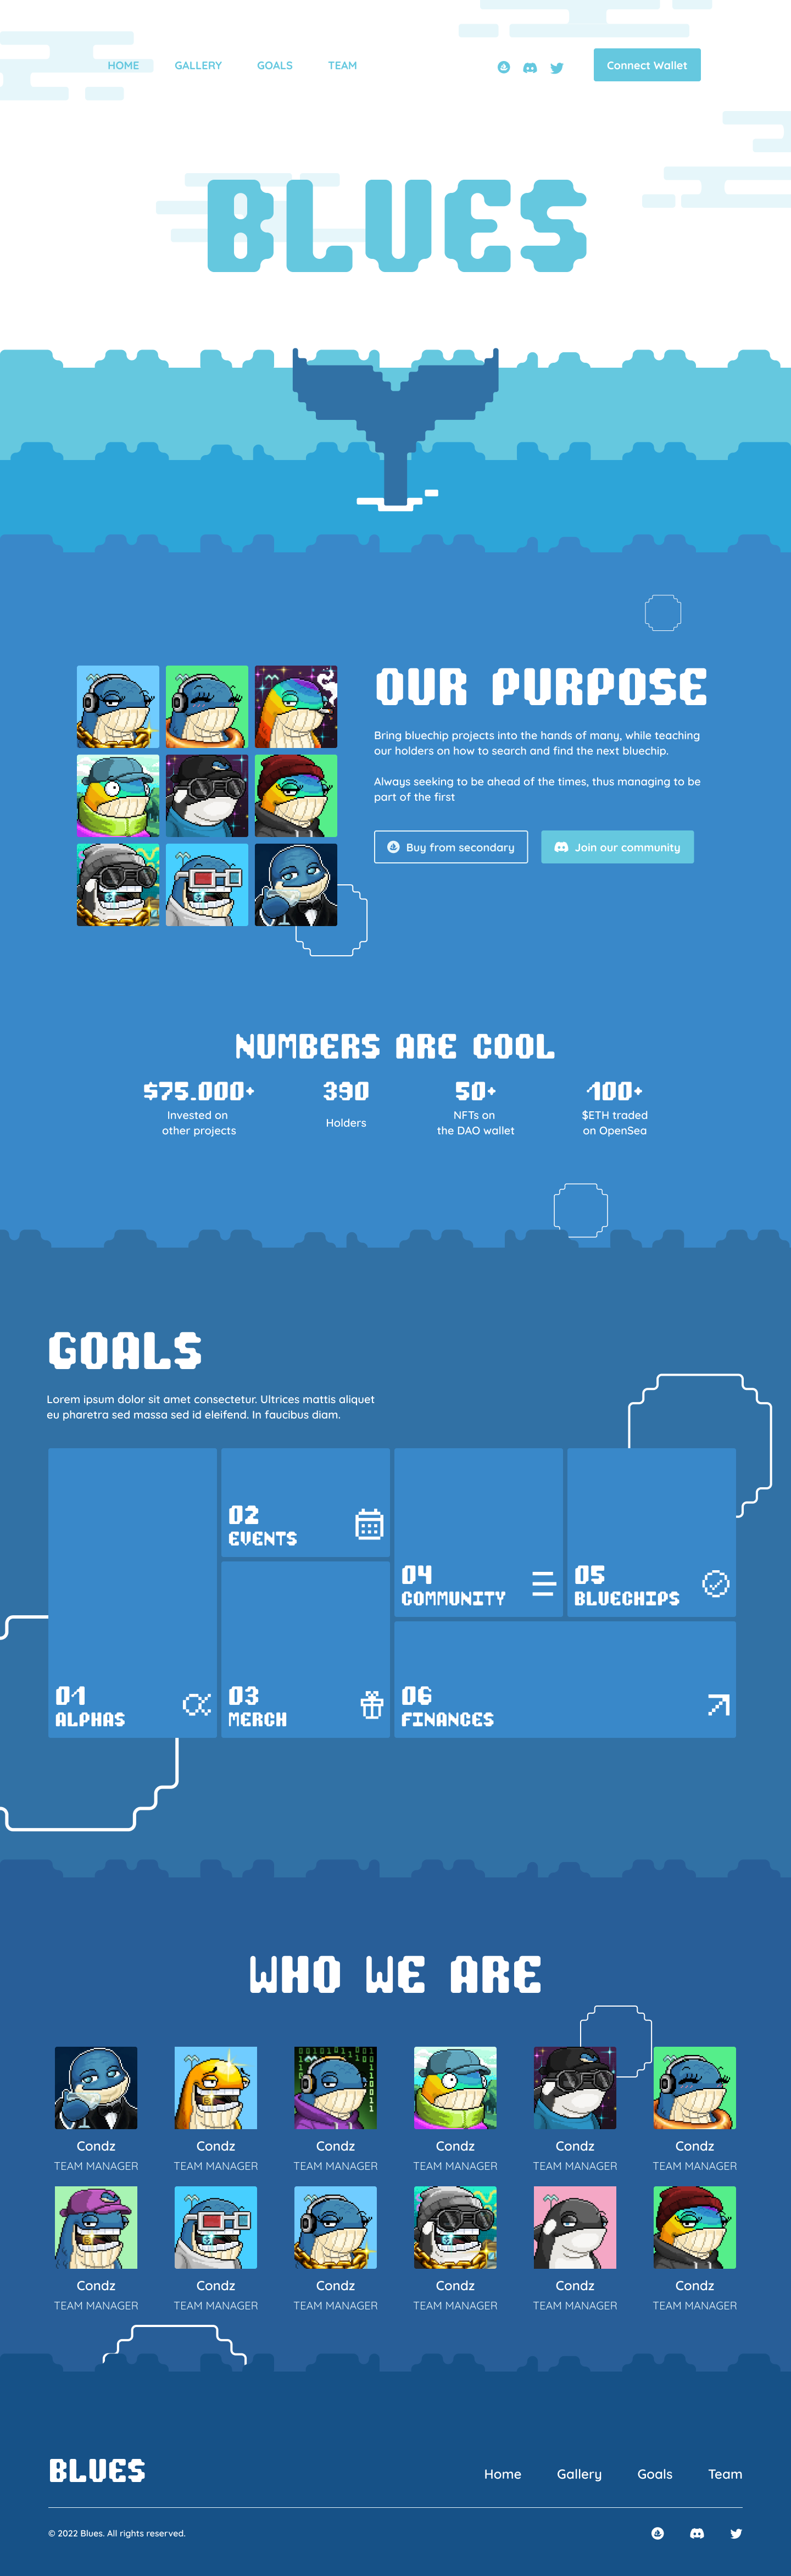 HOME GALLERY GOALS TEAM Connect Wallet
BLUES
OUR PURPOSE
Bring bluechip projects into the hands of many, while teaching
our holders on how to search and find the next bluechip.
Always seeking to be ahead of the times, thus managing to be
part of the first
Buy from secondary Join our community
NUMBERS ARE COOL
$75.000+
Invested on
other projects
390
Holders
50+
NFTs on
the DAO wallet
100+
$ETH traded
on OpenSea
GOALS
Lorem ipsum dolor sit amet consectetur. Ultrices mattis aliquet
eu pharetra sed massa sed id eleifend. In faucibus diam.
01
ALPHAS
02
EVENTS
03
MERCH
04
COMMUNITY
05
BLUECHIPS
06
FINANCES
WHO WE ARE
Condz Condz Condz Condz Condz Condz
TEAM MANAGER TEAM MANAGER TEAM MANAGER TEAM MANAGER TEAM MANAGER TEAM MANAGER
Condz Condz Condz Condz Condz Condz
TEAM MANAGER TEAM MANAGER TEAM MANAGER TEAM MANAGER TEAM MANAGER TEAM MANAGER
BLUES
Home Gallery Goals Team
© 2022 Blues. All rights reserved.